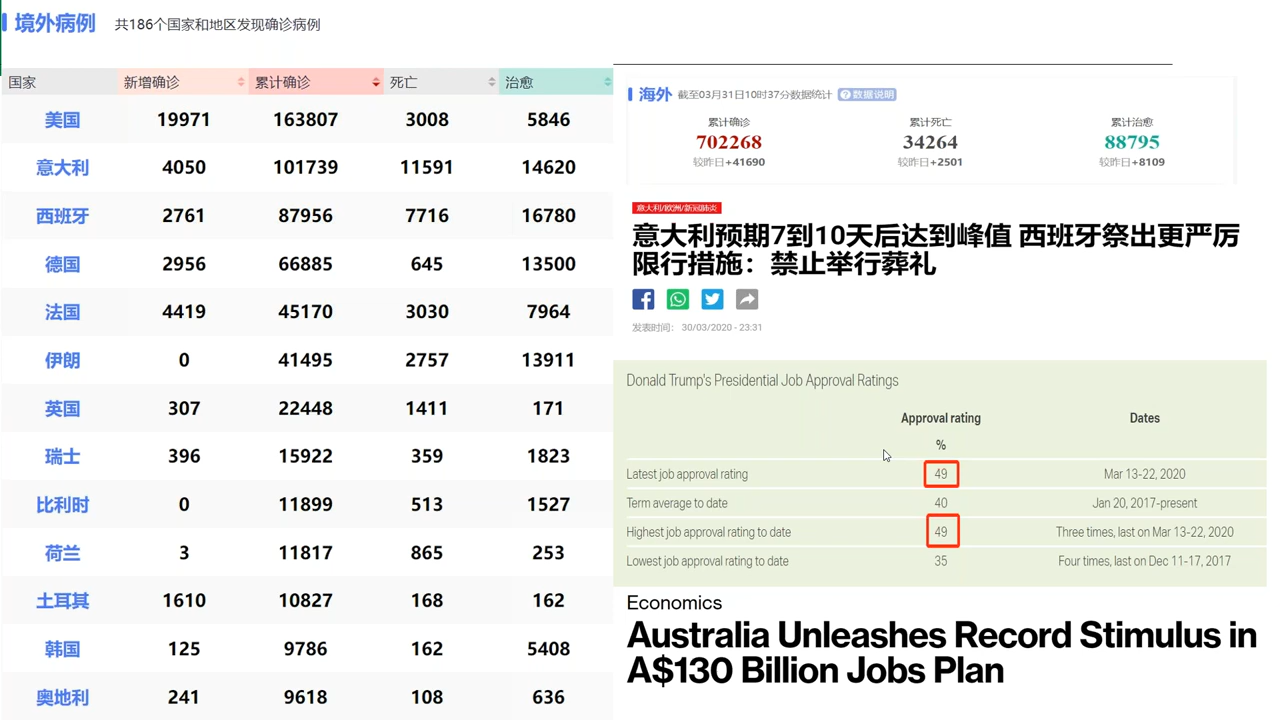 境外病例 共186个国家和地区发现确诊病例
国家 新增确诊 累计确诊 死亡 治愈
美国 19971 163807 3008 5846
意大利 4050 101739 11591 14620
西班牙 2761 87956 7716 16780
德国 2956 66885 645 13500
法国 4419 45170 3030 7964
伊朗 0 41495 2757 13911
英国 307 22448 1411 171
瑞士 396 15922 359 1823
比利时 0 11899 513 1527
荷兰 3 11817 865 253
土耳其 1610 10827 168 162
韩国 125 9786 162 5408
奥地利 241 9618 108 636
海外 截至03月31日10时37分数据统计 ?数据说明
累计确诊 累计死亡 累计治愈
702268 34264 88795
较昨日+41690 较昨日+2501 较昨日+8109
意大利/欧洲/新冠肺炎
意大利预期7到10天后达到峰值 西班牙祭出更严厉
限行措施：禁止举行葬礼
发表时间： 30/03/2020 - 23:31
Donald Trump's Presidential Job Approval Ratings
Approval rating Dates
%
Latest job approval rating 49 Mar 13-22, 2020
Term average to date 40 Jan 20, 2017-present
Highest job approval rating to date 49 Three times, last on Mar 13-22, 2020
Lowest job approval rating to date 35 Four times, last on Dec 11-17, 2017
Economics
Australia Unleashes Record Stimulus in
A$130 Billion Jobs Plan